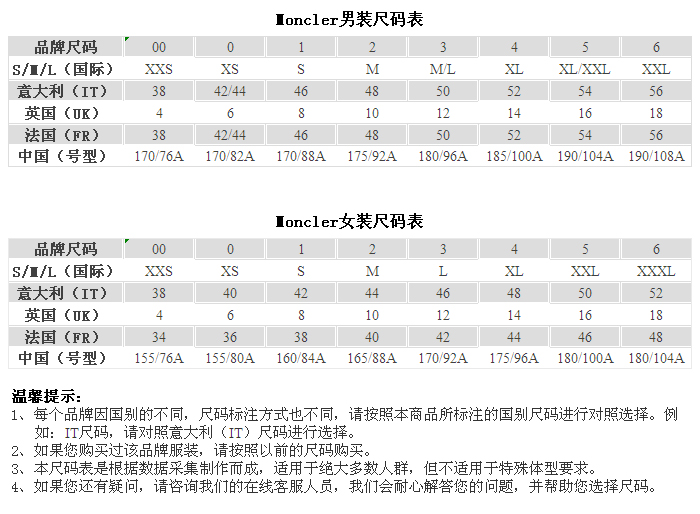 Moncler男装尺码表
品牌尺码 00 0 1 2 3 4 5 6
S/M/L（国际） XXS XS S M M/L XL XL/XXL XXL
意大利（IT） 38 42/44 46 48 50 52 54 56
英国（UK） 4 6 8 10 12 14 16 18
法国（FR） 38 42/44 46 48 50 52 54 56
中国（号型） 170/76A 170/82A 170/88A 175/92A 180/96A 185/100A 190/104A 190/108A
Moncler女装尺码表
品牌尺码 00 0 1 2 3 4 5 6
S/M/L（国际） XXS XS S M L XL XXL XXXL
意大利（IT） 38 40 42 44 46 48 50 52
英国（UK） 4 6 8 10 12 14 16 18
法国（FR） 34 36 38 40 42 44 46 48
中国（号型） 155/76A 155/80A 160/84A 165/88A 170/92A 175/96A 180/100A 180/104A
温馨提示：
1、每个品牌因国别的不同，尺码标注方式也不同，请按照本商品所标注的国别尺码进行对照选择。例
如：IT尺码，请对照意大利（IT）尺码进行选择。
2、如果您购买过该品牌服装，请按照以前的尺码购买。
3、本尺码表是根据数据采集制作而成，适用于绝大多数人群，但不适用于特殊体型要求。
4、如果您还有疑问，请咨询我们的在线客服人员，我们会耐心解答您的问题，并帮助您选择尺码。